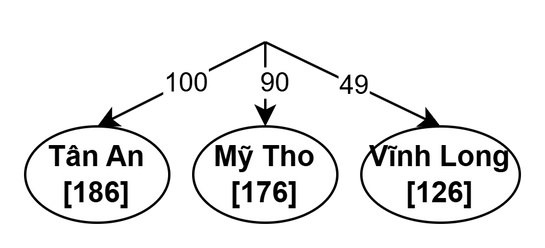 100 90 49
Tân An
[186]
Mỹ Tho
[176]
Vĩnh Long
[126]